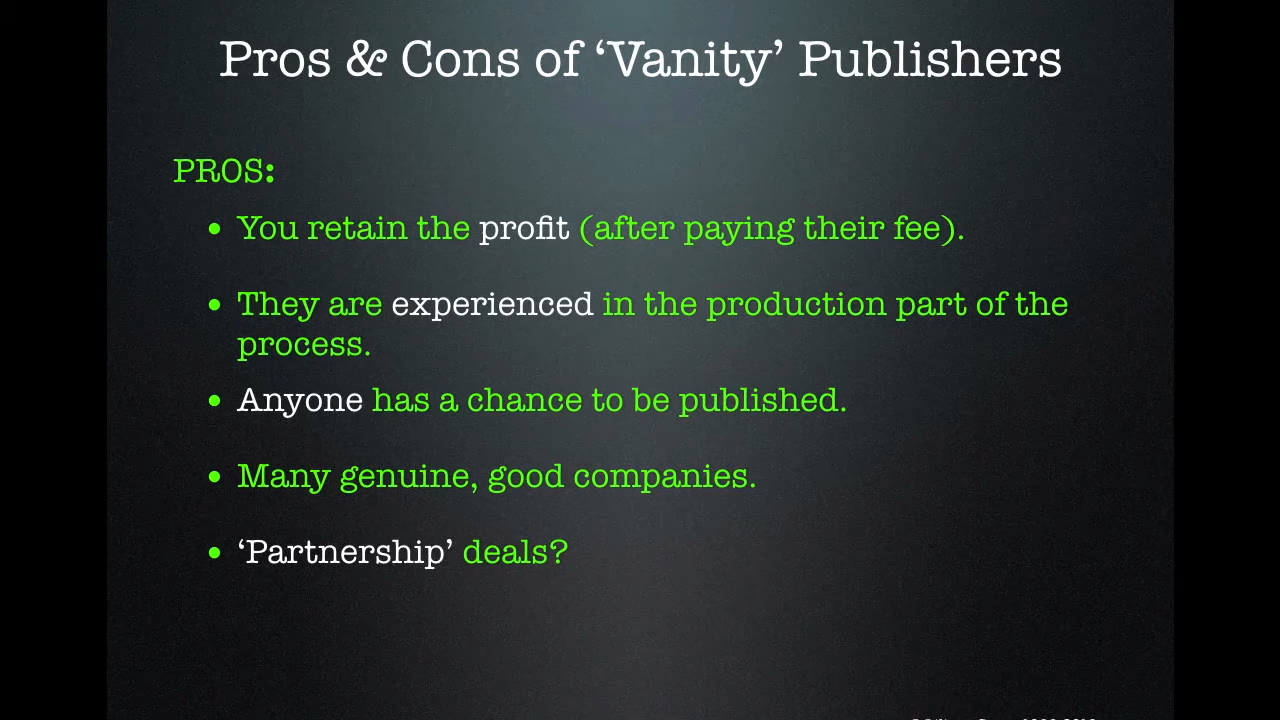 Pros & Cons of ‘Vanity’ Publishers
PROS:
• You retain the profit (after paying their fee).
• They are experienced in the production part of the
process.
• Anyone has a chance to be published.
• Many genuine, good companies.
• ‘Partnership’ deals?